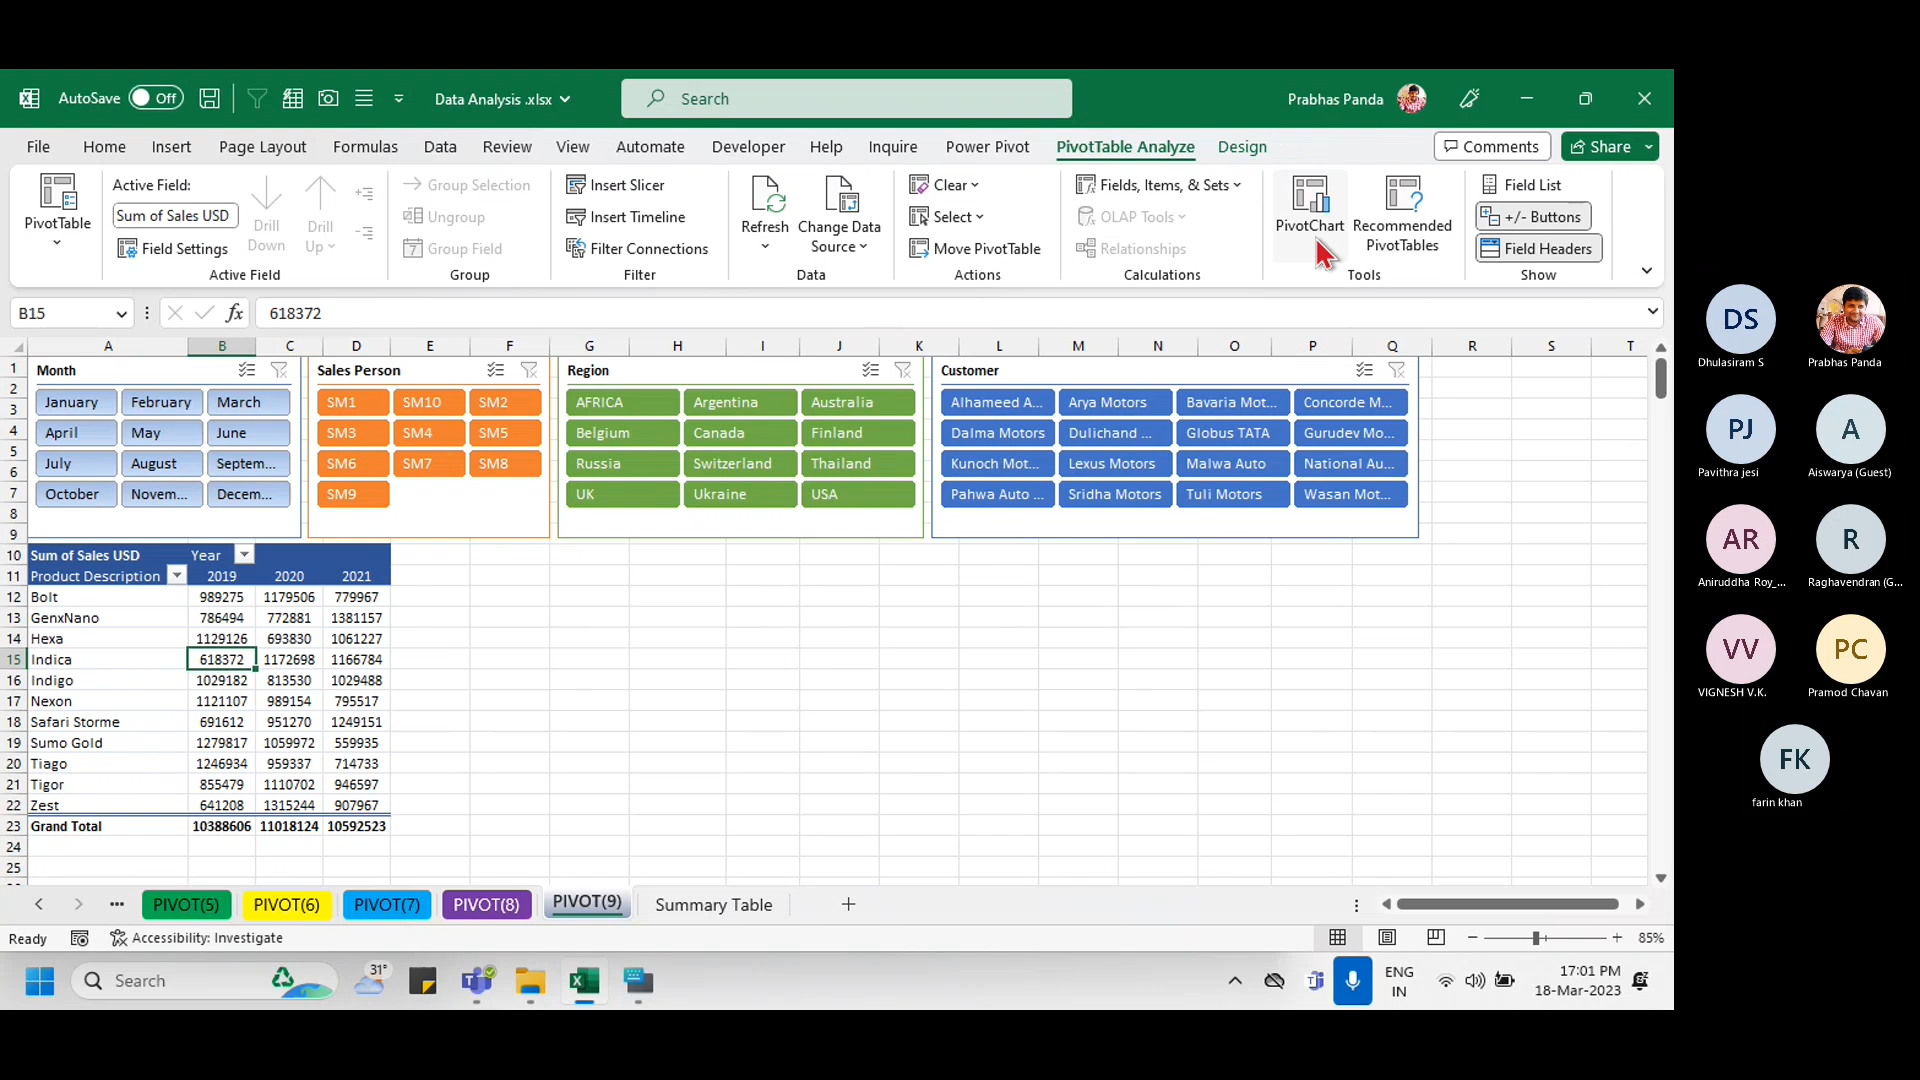 AutoSave Off Data Analysis .xlsx Search Prabhas Panda
File Home Insert Page Layout Formulas Data Review View Automate Developer Help Inquire Power Pivot PivotTable Analyze Design Comments Share
PivotTable
Active Field:
Sum of Sales USD
Field Settings
Drill Down
Drill Up
Active Field
Group Selection
Ungroup
Group Field
Group
Insert Slicer
Insert Timeline
Filter Connections
Filter
Refresh
Change Data Source
Data
Clear
Select
Move PivotTable
Actions
Fields, Items, & Sets
OLAP Tools
Relationships
Calculations
PivotChart
Recommended PivotTables
Tools
Field List
+/- Buttons
Field Headers
Show
B15 fx 618372
A B C D E F G H I J K L M N O P Q R S T
Month
January February March
April May June
July August Septem...
October Novem... Decem...
Sales Person
SM1 SM10 SM2
SM3 SM4 SM5
SM6 SM7 SM8
SM9
Region
AFRICA Argentina Australia
Belgium Canada Finland
Russia Switzerland Thailand
UK Ukraine USA
Customer
Alhameed A... Arya Motors Bavaria Mot... Concorde M...
Dalma Motors Dulichand ... Globus TATA Gurudev Mo...
Kunoch Mot... Lexus Motors Malwa Auto National Au...
Pahwa Auto ... Sridha Motors Tuli Motors Wasan Mot...
1
2
3
4
5
6
7
8
9
10 Sum of Sales USD Year
11 Product Description 2019 2020 2021
12 Bolt 989275 1179506 779967
13 GenxNano 786494 772881 1381157
14 Hexa 1129126 693830 1061227
15 Indica 618372 1172698 1166784
16 Indigo 1029182 813530 1029488
17 Nexon 1121107 989154 795517
18 Safari Storme 691612 951270 1249151
19 Sumo Gold 1279817 1059972 559935
20 Tiago 1246934 959337 714733
21 Tigor 855479 1110702 946597
22 Zest 641208 1315244 907967
23 Grand Total 10388606 11018124 10592523
24
25
PIVOT(5) PIVOT(6) PIVOT(7) PIVOT(8) PIVOT(9) Summary Table
Ready Accessibility: Investigate 85%
Search 31° ENG IN 17:01 PM 18-Mar-2023
DS
Dhulasiram S Prabhas Panda
PJ A
Pavithra jesi Aiswarya (Guest)
AR R
Aniruddha Roy_... Raghavendran (G...
VV PC
VIGNESH V.K. Pramod Chavan
FK
farin khan